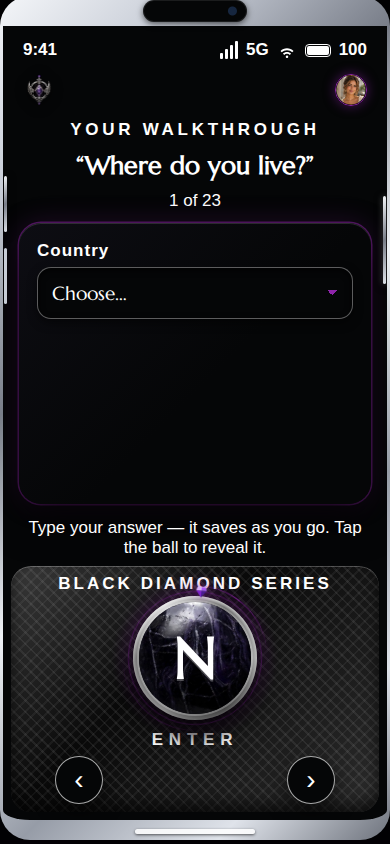 9:41
5G
100
YOUR WALKTHROUGH
“Where do you live?”
1 of 23
Country
Choose...
Type your answer — it saves as you go. Tap
the ball to reveal it.
BLACK DIAMOND SERIES
N
ENTER
‹ ›